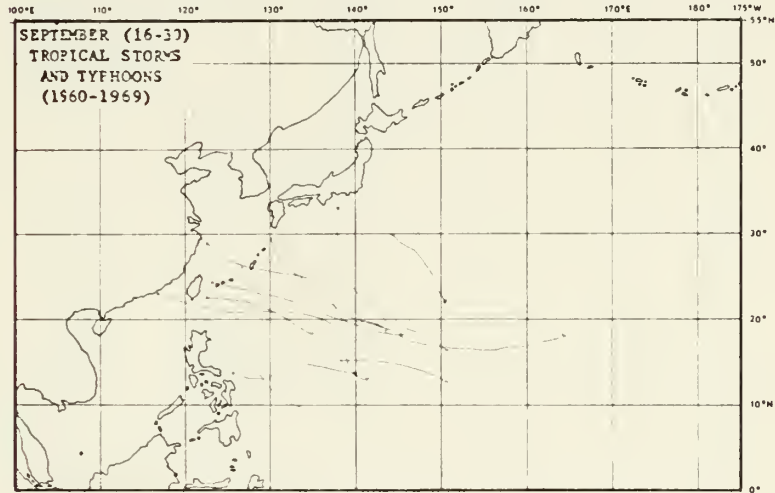 100°E 110° 120° 130° 140° 150° 160° 170°E 180° 175°W
55°N
SEPTEMBER (16-30)
TROPICAL STORMS
AND TYPHOONS
(1960-1969)
50°
40°
30°
20°
10°N
0°